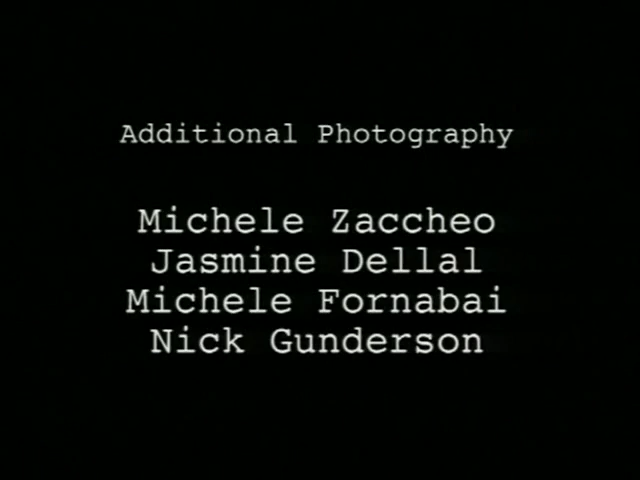 Additional Photography
Michele Zaccheo
Jasmine Dellal
Michele Fornabai
Nick Gunderson